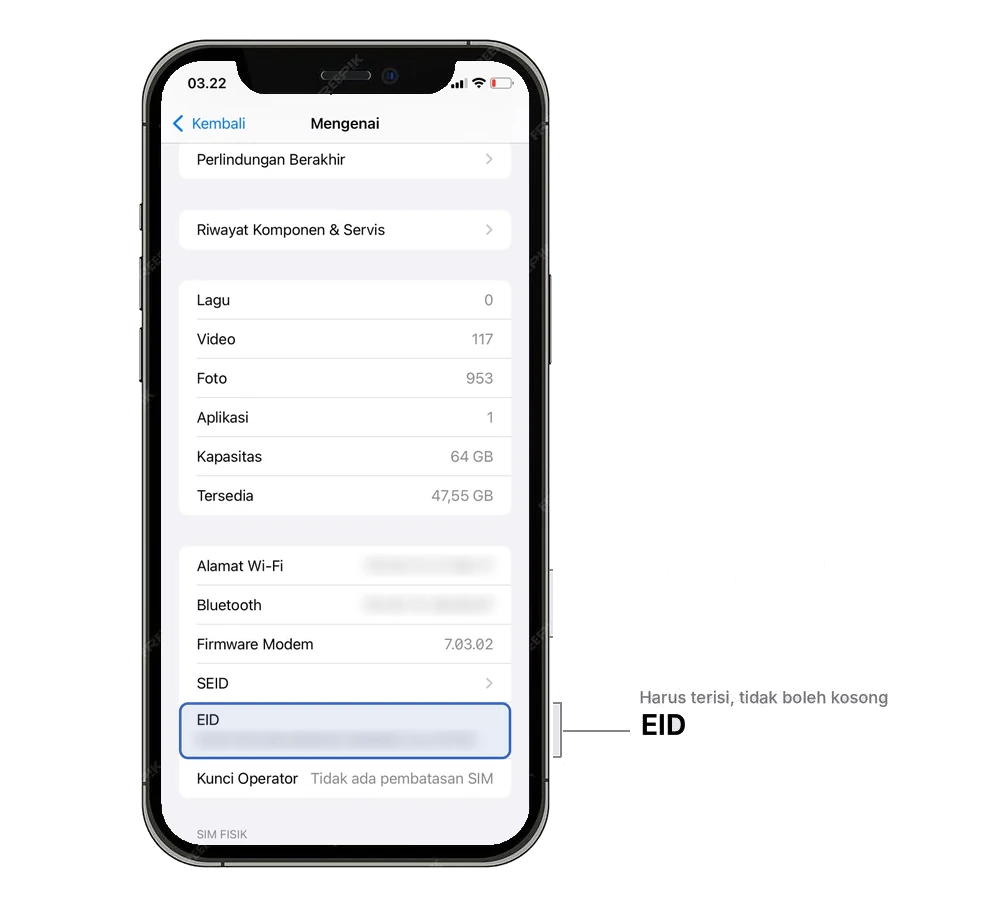 03.22
Kembali Mengenai
Perlindungan Berakhir
Riwayat Komponen & Servis
Lagu 0
Video 117
Foto 953
Aplikasi 1
Kapasitas 64 GB
Tersedia 47,55 GB
Alamat Wi-Fi
Bluetooth
Firmware Modem 7.03.02
SEID
EID
Kunci Operator Tidak ada pembatasan SIM
SIM FISIK
Harus terisi, tidak boleh kosong
EID